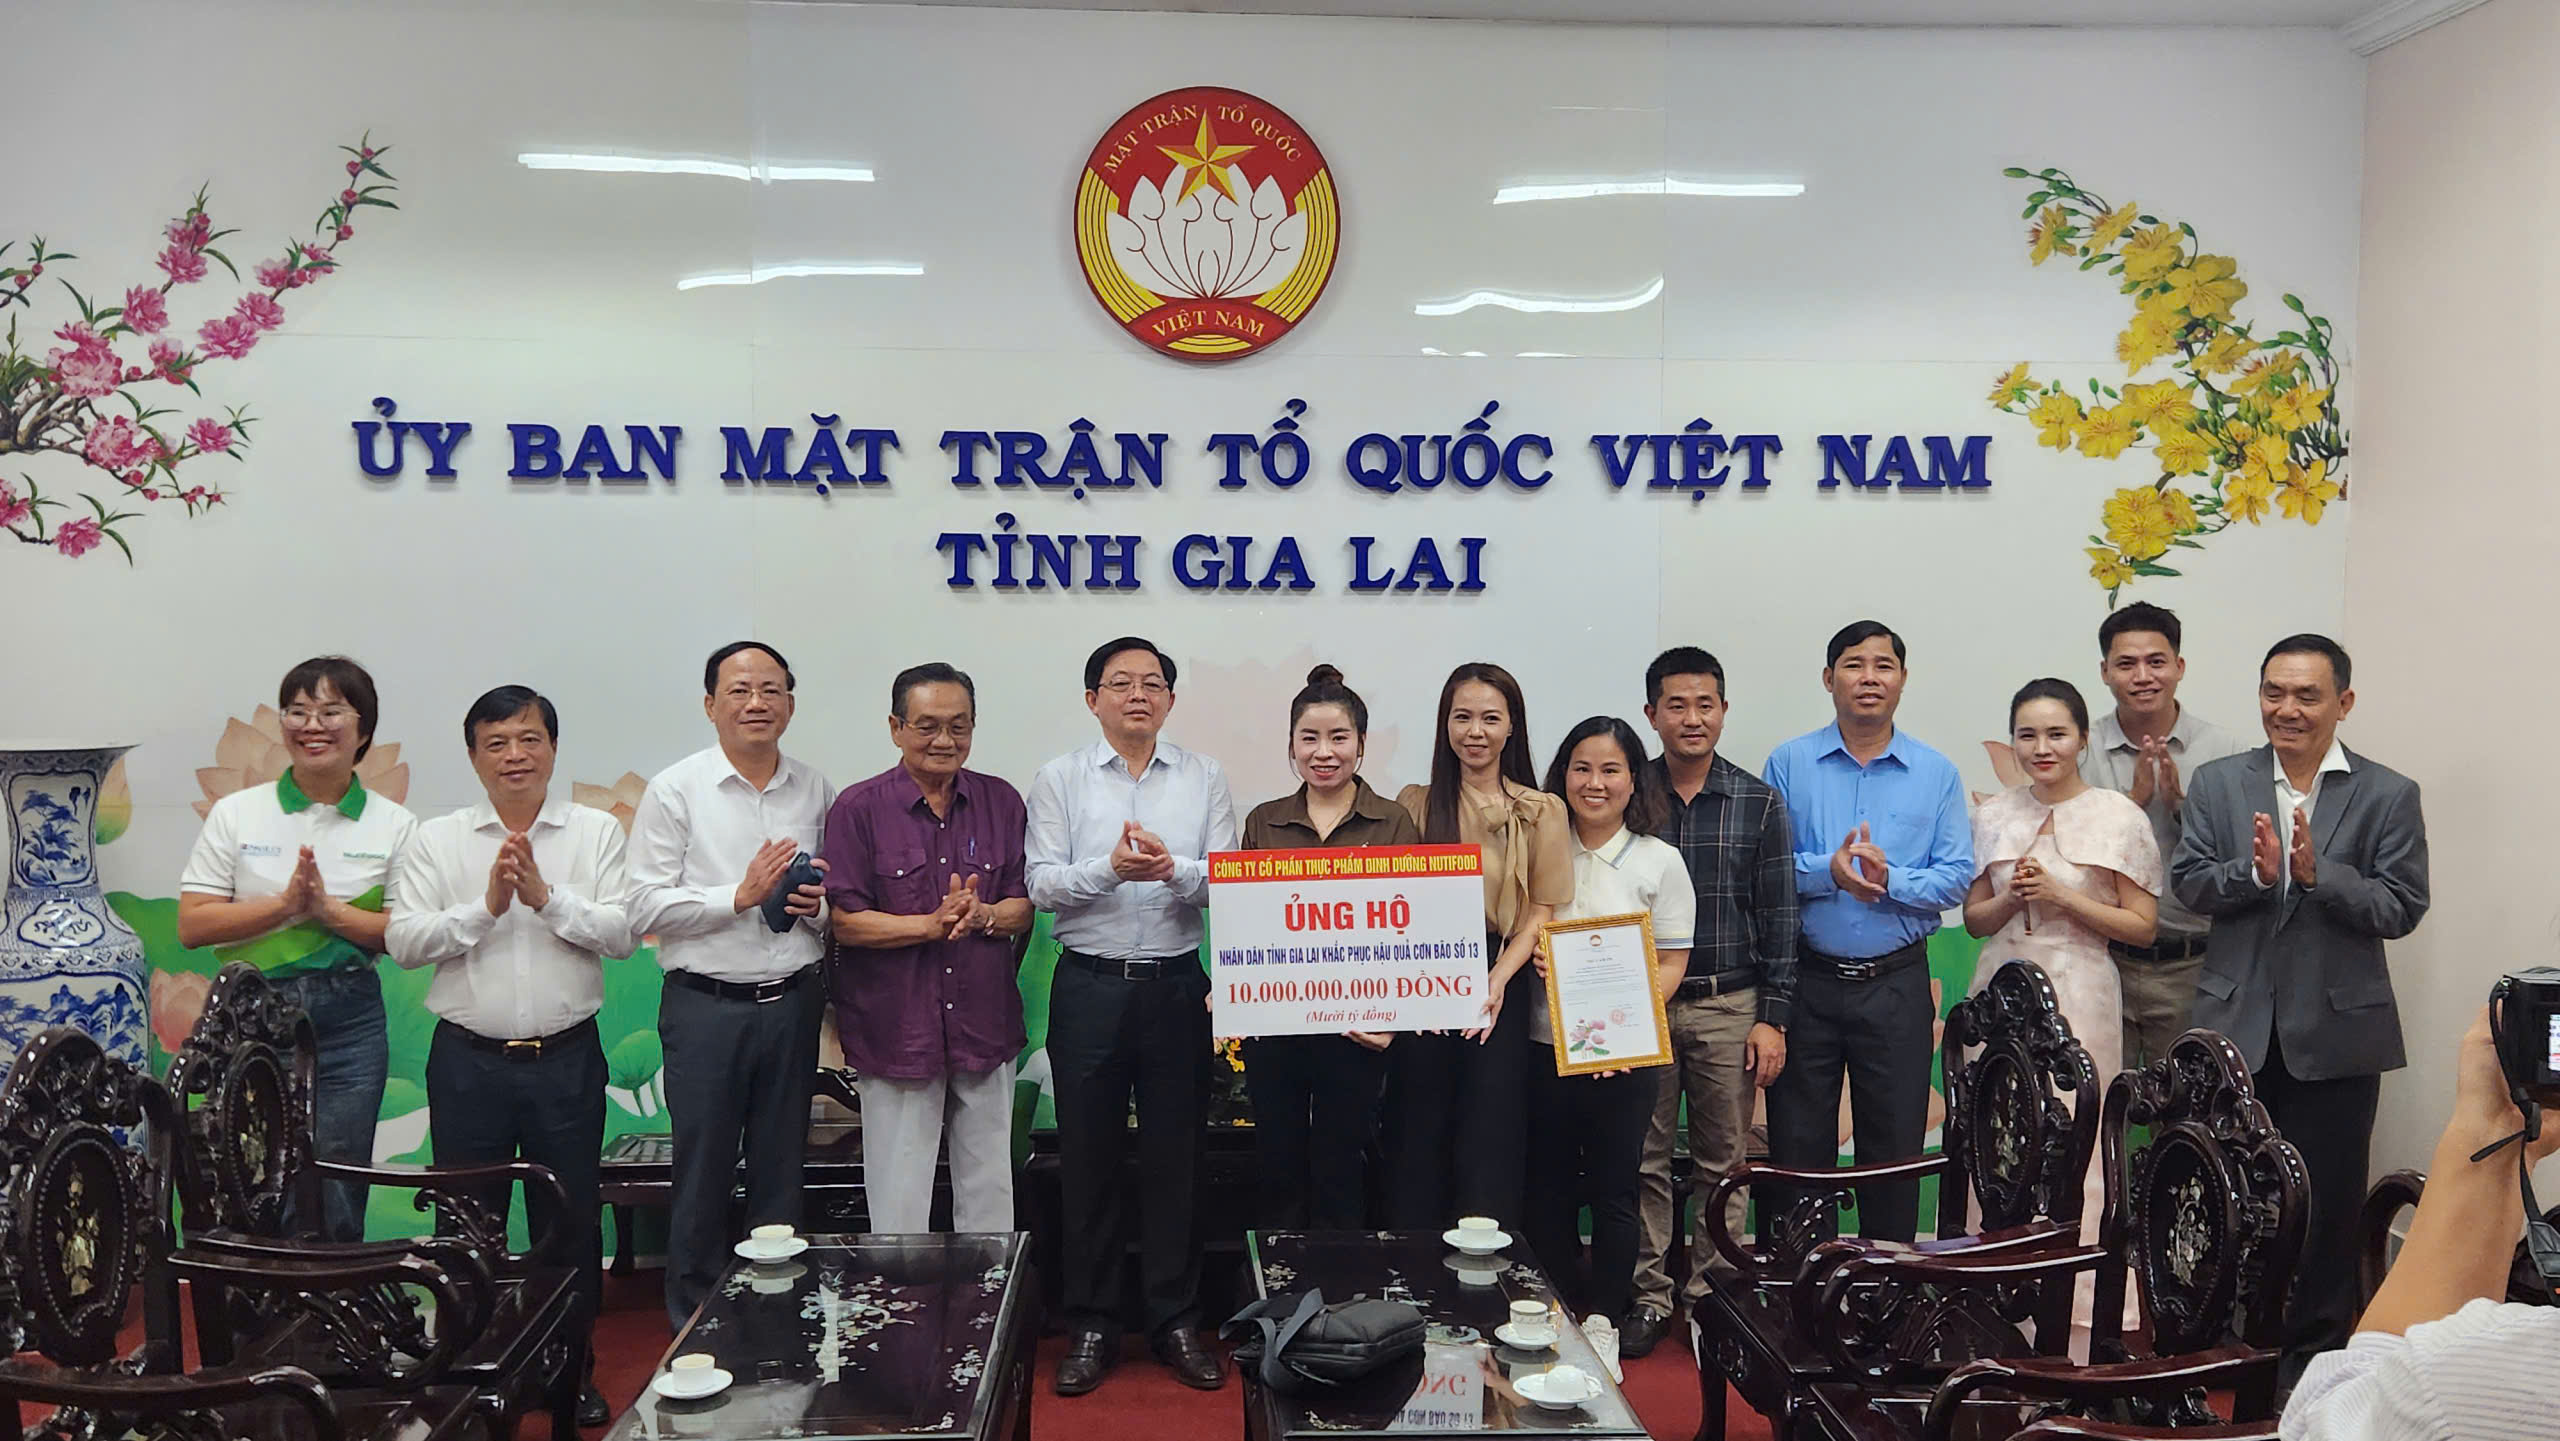 MẶT TRẬN TỔ QUỐC
VIỆT NAM
ỦY BAN MẶT TRẬN TỔ QUỐC VIỆT NAM
TỈNH GIA LAI
CÔNG TY CỔ PHẦN THỰC PHẨM DINH DƯỠNG NUTIFOOD
ỦNG HỘ
NHÂN DÂN TỈNH GIA LAI KHẮC PHỤC HẬU QUẢ CƠN BÃO SỐ 13
10.000.000.000 ĐỒNG
(Mười tỷ đồng)